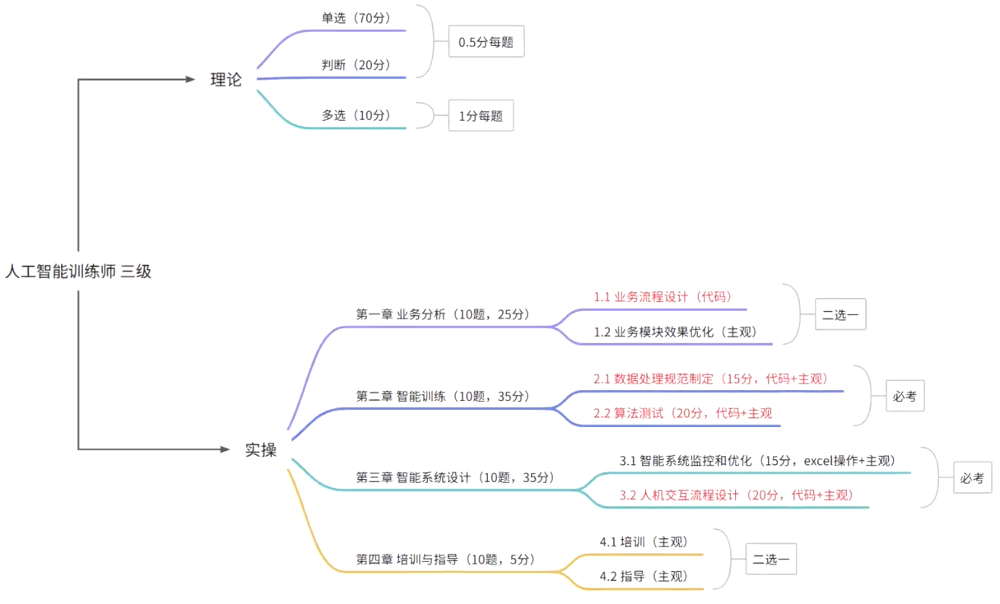 单选（70分）
判断（20分）
0.5分每题
理论
多选（10分）
1分每题
人工智能训练师 三级
第一章 业务分析（10题，25分）
1.1 业务流程设计（代码）
1.2 业务模块效果优化（主观）
二选一
第二章 智能训练（10题，35分）
2.1 数据处理规范制定（15分，代码+主观）
2.2 算法测试（20分，代码+主观
必考
实操
第三章 智能系统设计（10题，35分）
3.1 智能系统监控和优化（15分，excel操作+主观）
3.2 人机交互流程设计（20分，代码+主观）
必考
第四章 培训与指导（10题，5分）
4.1 培训（主观）
4.2 指导（主观）
二选一